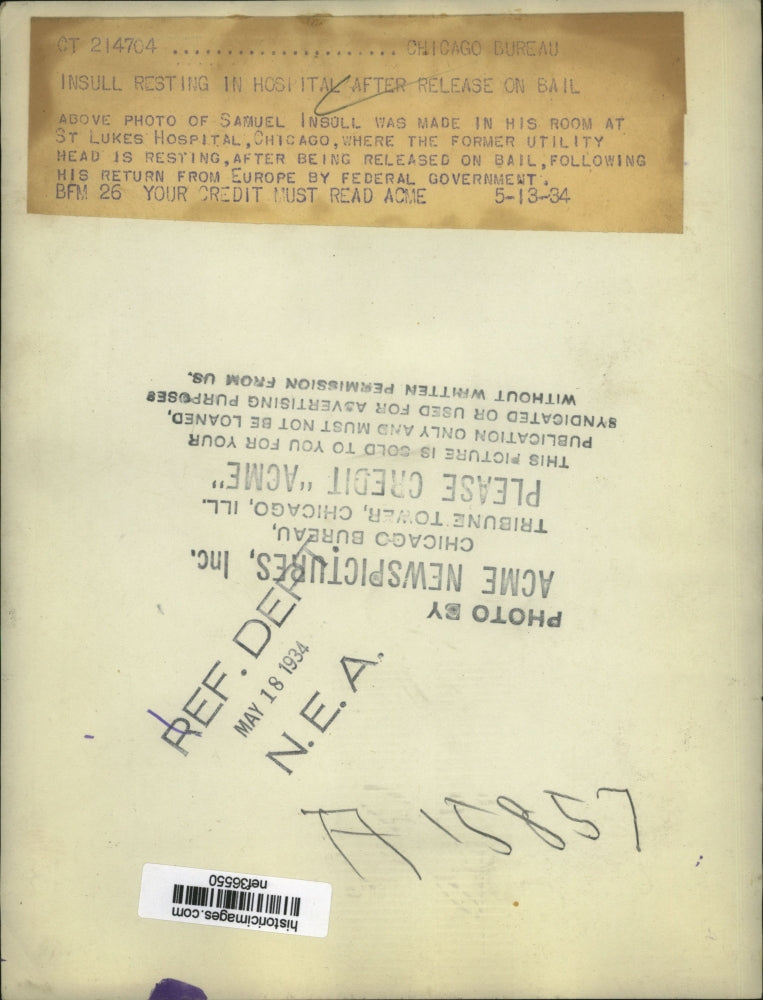 CT 214704 ...................... CHICAGO BUREAU
INSULL RESTING IN HOSPITAL AFTER RELEASE ON BAIL
ABOVE PHOTO OF SAMUEL INSULL WAS MADE IN HIS ROOM AT
ST LUKES HOSPITAL,CHICAGO,WHERE THE FORMER UTILITY
HEAD IS RESTING,AFTER BEING RELEASED ON BAIL,FOLLOWING
HIS RETURN FROM EUROPE BY FEDERAL GOVERNMENT.
BFM 26 YOUR CREDIT MUST READ ACME 5-13-34
PHOTO BY
ACME NEWSPICTURES, Inc.
CHICAGO BUREAU,
TRIBUNE TOWER, CHICAGO, ILL.
PLEASE CREDIT "ACME"
THIS PICTURE IS SOLD TO YOU FOR YOUR
PUBLICATION ONLY AND MUST NOT BE LOANED,
SYNDICATED OR USED FOR ADVERTISING PURPOSES
WITHOUT WRITTEN PERMISSION FROM US.
REF. DEPT.
MAY 18 1934
N. E. A.
A 15857
historicimages.com
nef36550